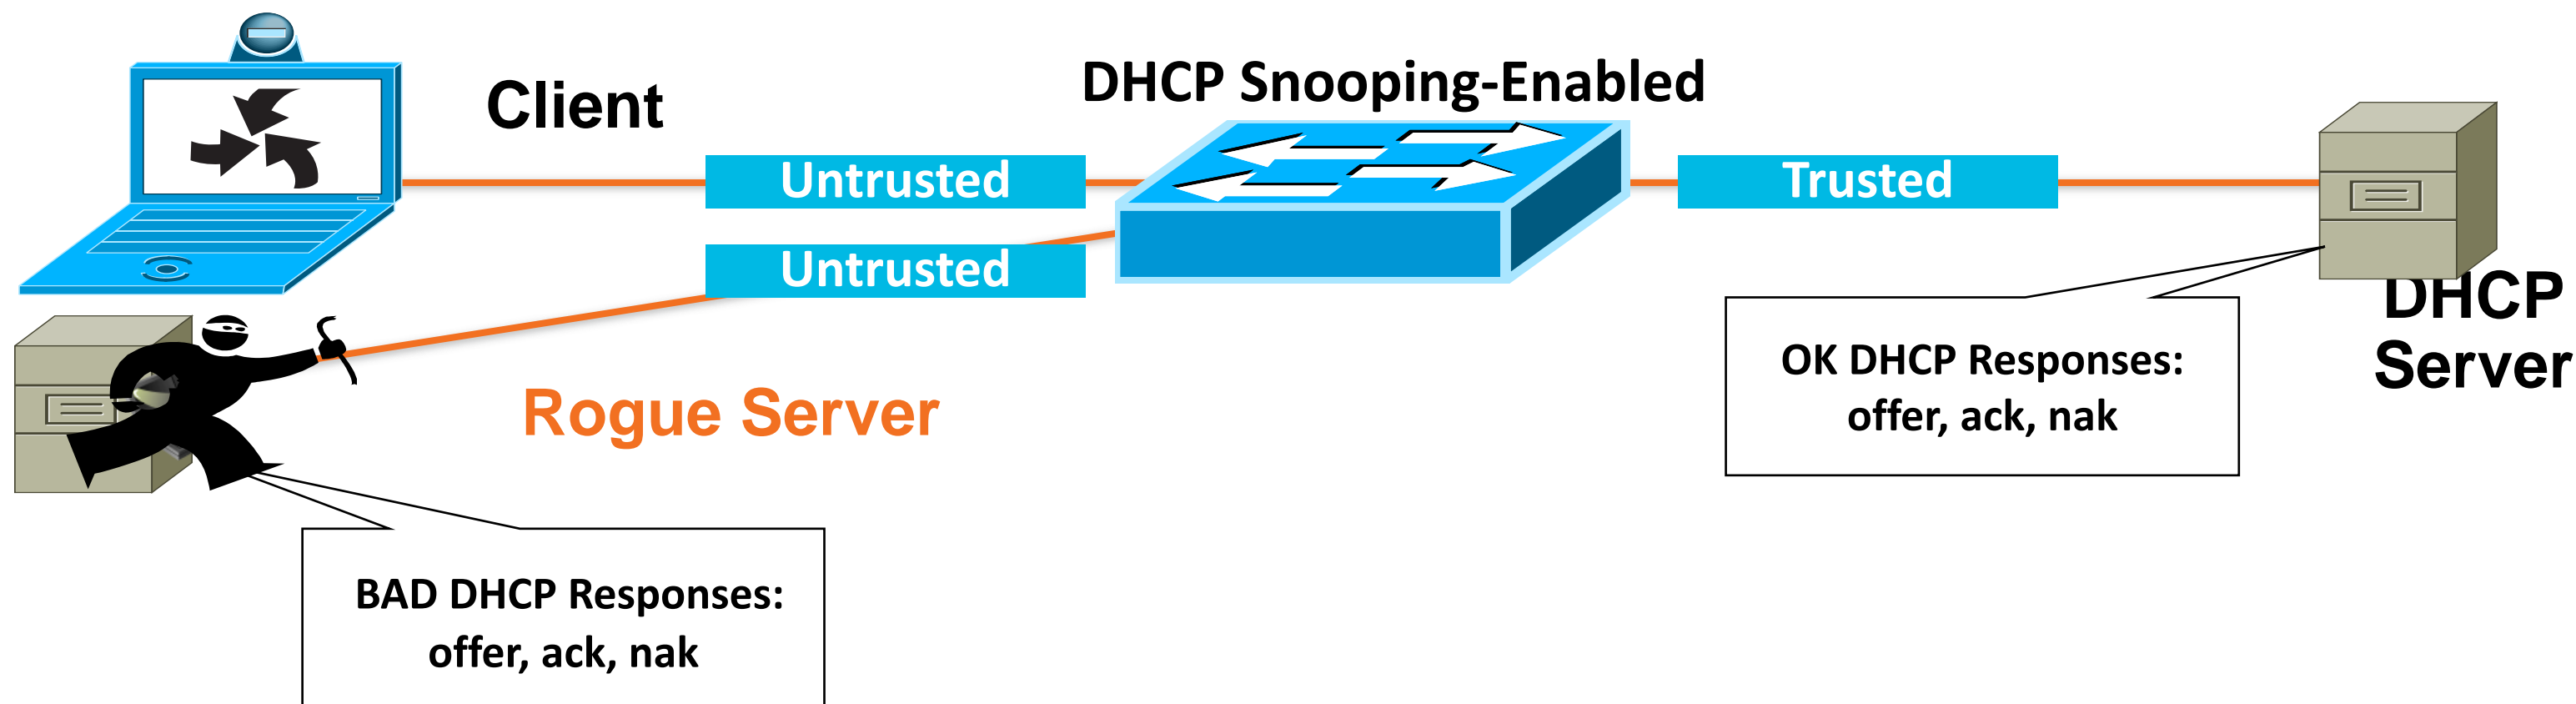 Client
DHCP Snooping-Enabled
Untrusted
Trusted
Untrusted
DHCP
Server
OK DHCP Responses:
offer, ack, nak
Rogue Server
BAD DHCP Responses:
offer, ack, nak